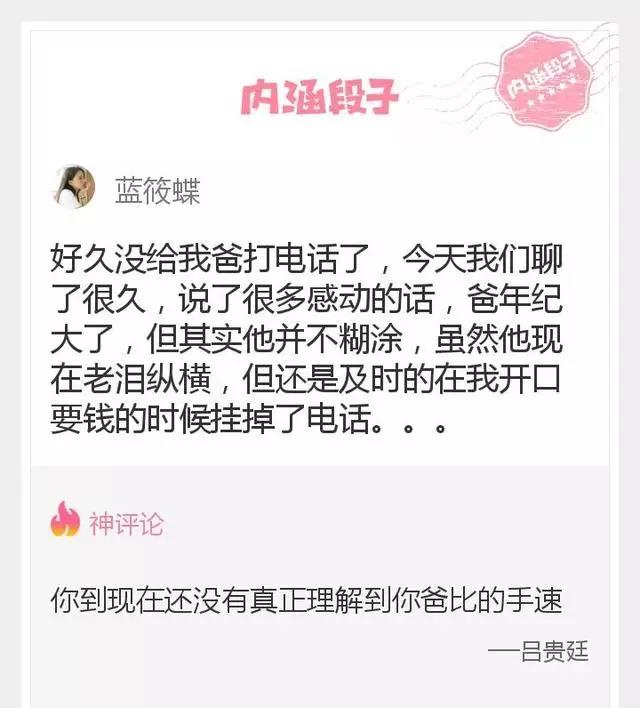 内涵段子
内涵段子
蓝筱蝶
好久没给我爸打电话了，今天我们聊
了很久，说了很多感动的话，爸年纪
大了，但其实他并不糊涂，虽然他现
在老泪纵横，但还是及时的在我开口
要钱的时候挂掉了电话。。。
神评论
你到现在还没有真正理解到你爸比的手速
──吕贵廷